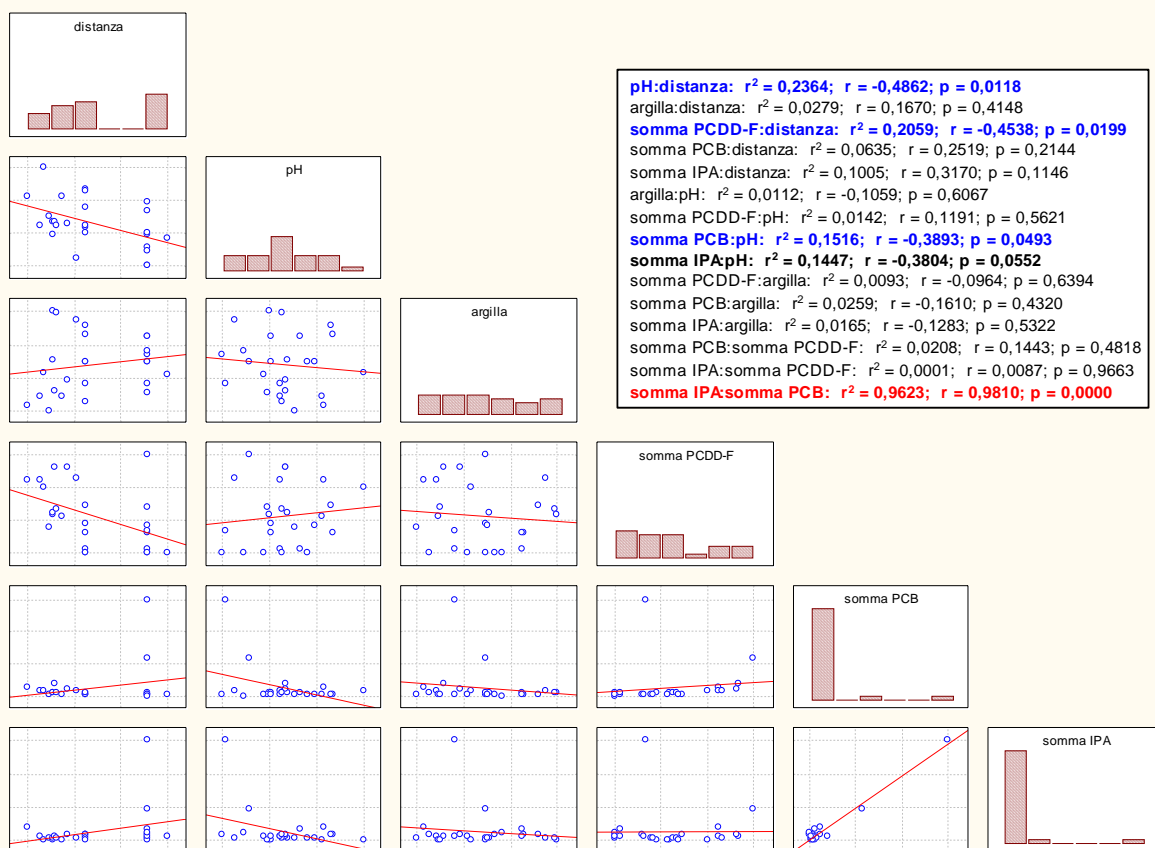 distanza
pH:distanza: r² = 0,2364; r = -0,4862; p = 0,0118
argilla:distanza: r² = 0,0279; r = 0,1670; p = 0,4148
somma PCDD-F:distanza: r² = 0,2059; r = -0,4538; p = 0,0199
somma PCB:distanza: r² = 0,0635; r = 0,2519; p = 0,2144
somma IPA:distanza: r² = 0,1005; r = 0,3170; p = 0,1146
argilla:pH: r² = 0,0112; r = -0,1059; p = 0,6067
somma PCDD-F:pH: r² = 0,0142; r = 0,1191; p = 0,5621
somma PCB:pH: r² = 0,1516; r = -0,3893; p = 0,0493
somma IPA:pH: r² = 0,1447; r = -0,3804; p = 0,0552
somma PCDD-F:argilla: r² = 0,0093; r = -0,0964; p = 0,6394
somma PCB:argilla: r² = 0,0259; r = -0,1610; p = 0,4320
somma IPA:argilla: r² = 0,0165; r = -0,1283; p = 0,5322
somma PCB:somma PCDD-F: r² = 0,0208; r = 0,1443; p = 0,4818
somma IPA:somma PCDD-F: r² = 0,0001; r = 0,0087; p = 0,9663
somma IPA:somma PCB: r² = 0,9623; r = 0,9810; p = 0,0000
pH
argilla
somma PCDD-F
somma PCB
somma IPA